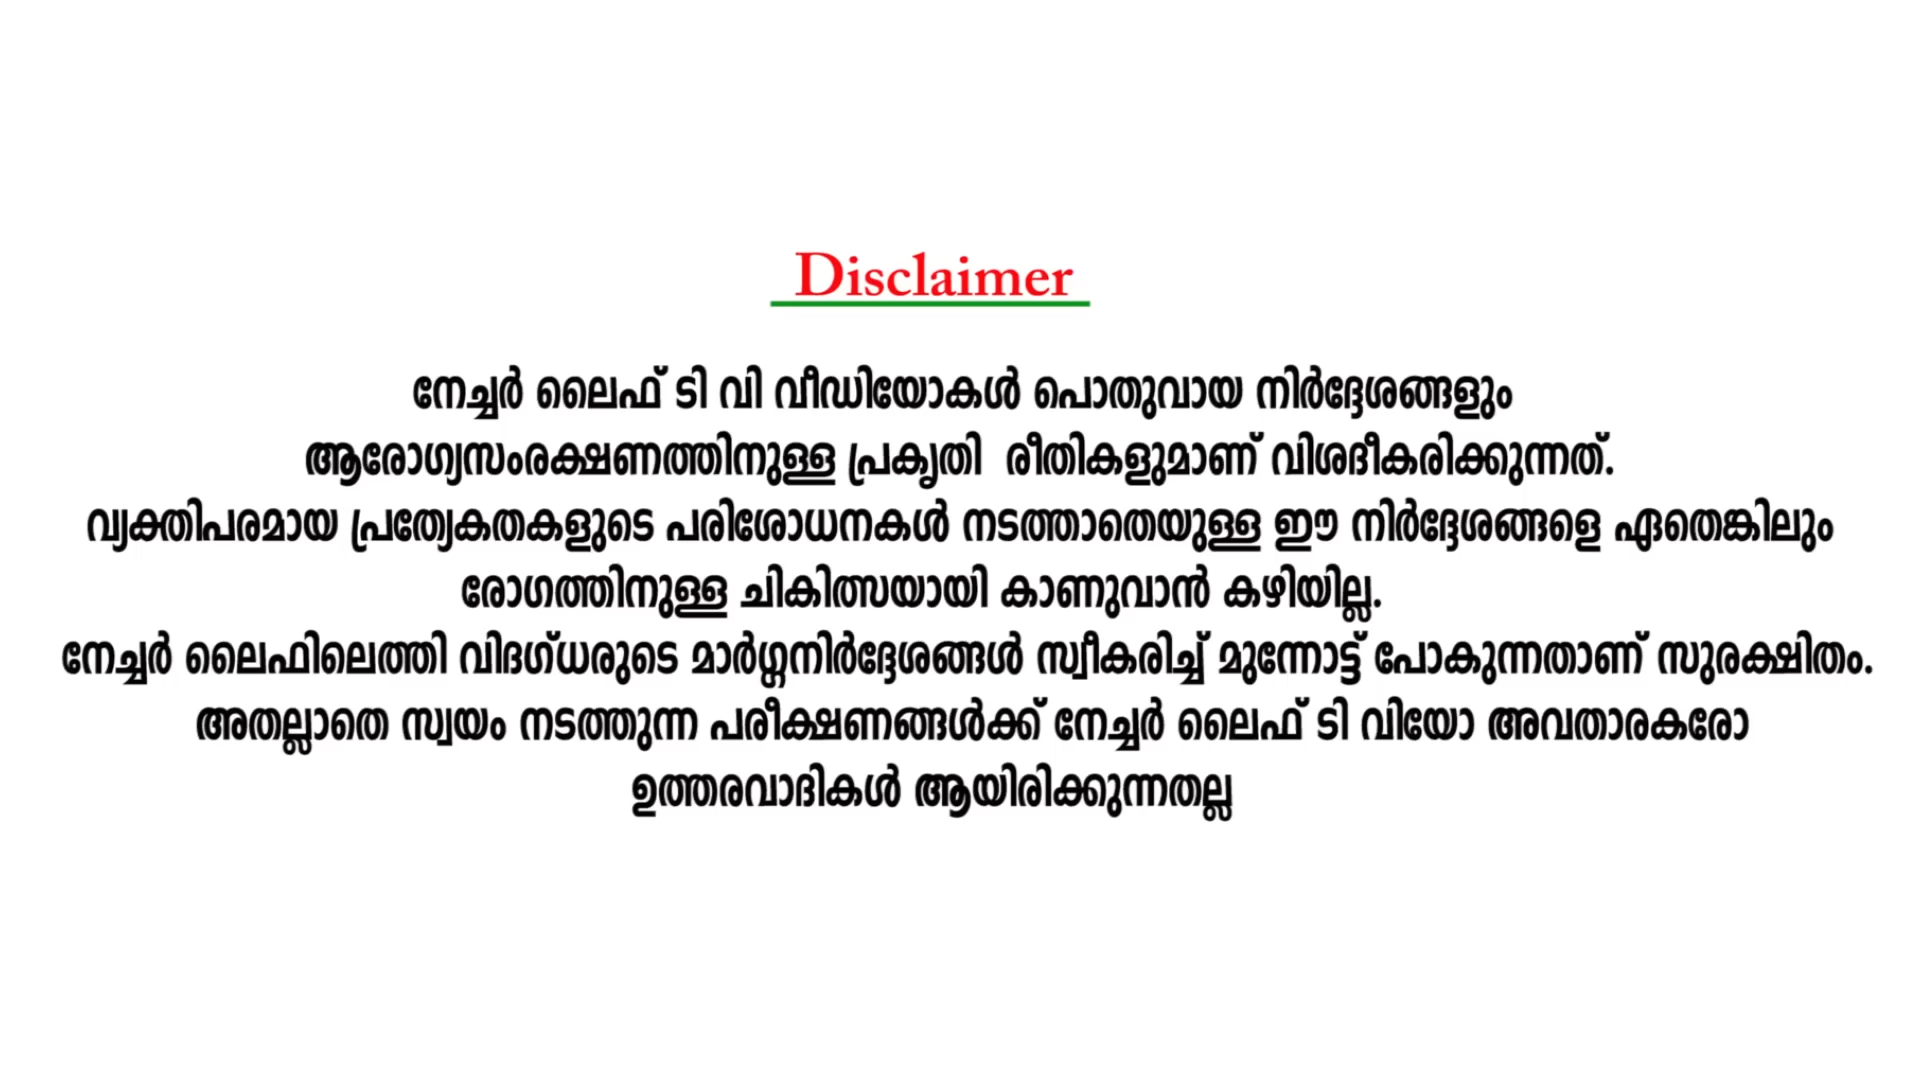 Disclaimer
നേച്ചർ ലൈഫ് ടി വി വീഡിയോകൾ പൊതുവായ നിർദ്ദേശങ്ങളും
ആരോഗ്യസംരക്ഷണത്തിനുള്ള പ്രകൃതി രീതികളുമാണ് വിശദീകരിക്കുന്നത്.
വ്യക്തിപരമായ പ്രത്യേകതകളുടെ പരിശോധനകൾ നടത്താതെയുള്ള ഈ നിർദ്ദേശങ്ങളെ ഏതെങ്കിലും
രോഗത്തിനുള്ള ചികിത്സയായി കാണുവാൻ കഴിയില്ല.
നേച്ചർ ലൈഫിലെത്തി വിദഗ്ധരുടെ മാർഗ്ഗനിർദ്ദേശങ്ങൾ സ്വീകരിച്ച് മുന്നോട്ട് പോകുന്നതാണ് സുരക്ഷിതം.
അതല്ലാതെ സ്വയം നടത്തുന്ന പരീക്ഷണങ്ങൾക്ക് നേച്ചർ ലൈഫ് ടി വിയോ അവതാരകരോ
ഉത്തരവാദികൾ ആയിരിക്കുന്നതല്ല